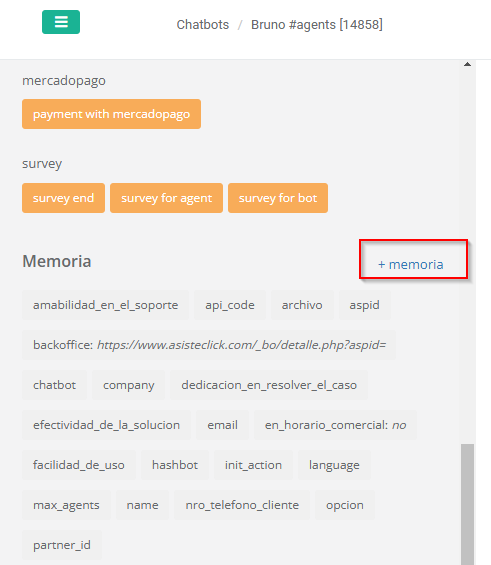 Chatbots / Bruno #agents [14858]
mercadopago
payment with mercadopago
survey
survey end survey for agent survey for bot
Memoria + memoria
amabilidad_en_el_soporte api_code archivo aspid
backoffice: https://www.asisteclick.com/_bo/detalle.php?aspid=
chatbot company dedicacion_en_resolver_el_caso
efectividad_de_la_solucion email en_horario_comercial: no
facilidad_de_uso hashbot init_action language
max_agents name nro_telefono_cliente opcion
partner_id